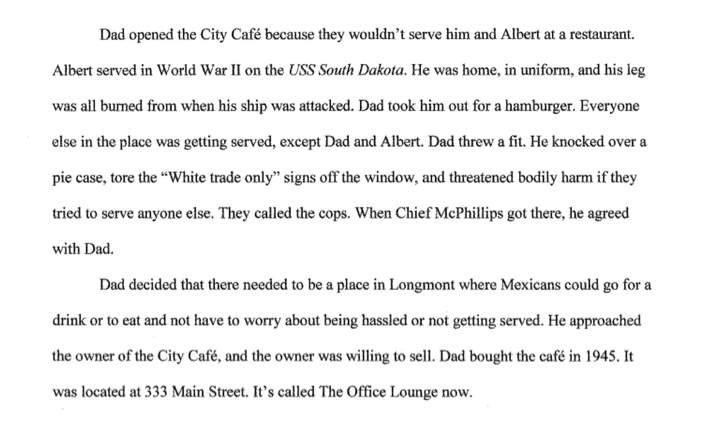 Dad opened the City Café because they wouldn't serve him and Albert at a restaurant.
Albert served in World War II on the USS South Dakota. He was home, in uniform, and his leg
was all burned from when his ship was attacked. Dad took him out for a hamburger. Everyone
else in the place was getting served, except Dad and Albert. Dad threw a fit. He knocked over a
pie case, tore the “White trade only” signs off the window, and threatened bodily harm if they
tried to serve anyone else. They called the cops. When Chief McPhillips got there, he agreed
with Dad.
Dad decided that there needed to be a place in Longmont where Mexicans could go for a
drink or to eat and not have to worry about being hassled or not getting served. He approached
the owner of the City Café, and the owner was willing to sell. Dad bought the café in 1945. It
was located at 333 Main Street. It's called The Office Lounge now.